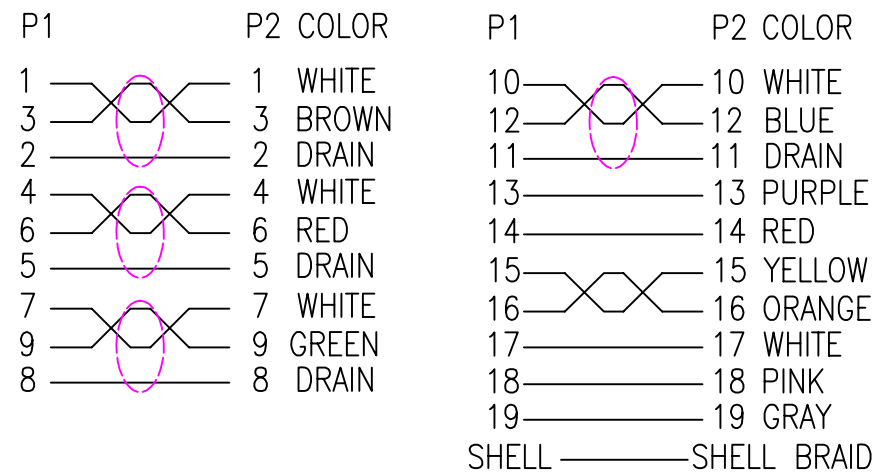 P1 P2 COLOR
1 1 WHITE
3 3 BROWN
2 2 DRAIN
4 4 WHITE
6 6 RED
5 5 DRAIN
7 7 WHITE
9 9 GREEN
8 8 DRAIN
P1 P2 COLOR
10 10 WHITE
12 12 BLUE
11 11 DRAIN
13 13 PURPLE
14 14 RED
15 15 YELLOW
16 16 ORANGE
17 17 WHITE
18 18 PINK
19 19 GRAY
SHELL SHELL BRAID